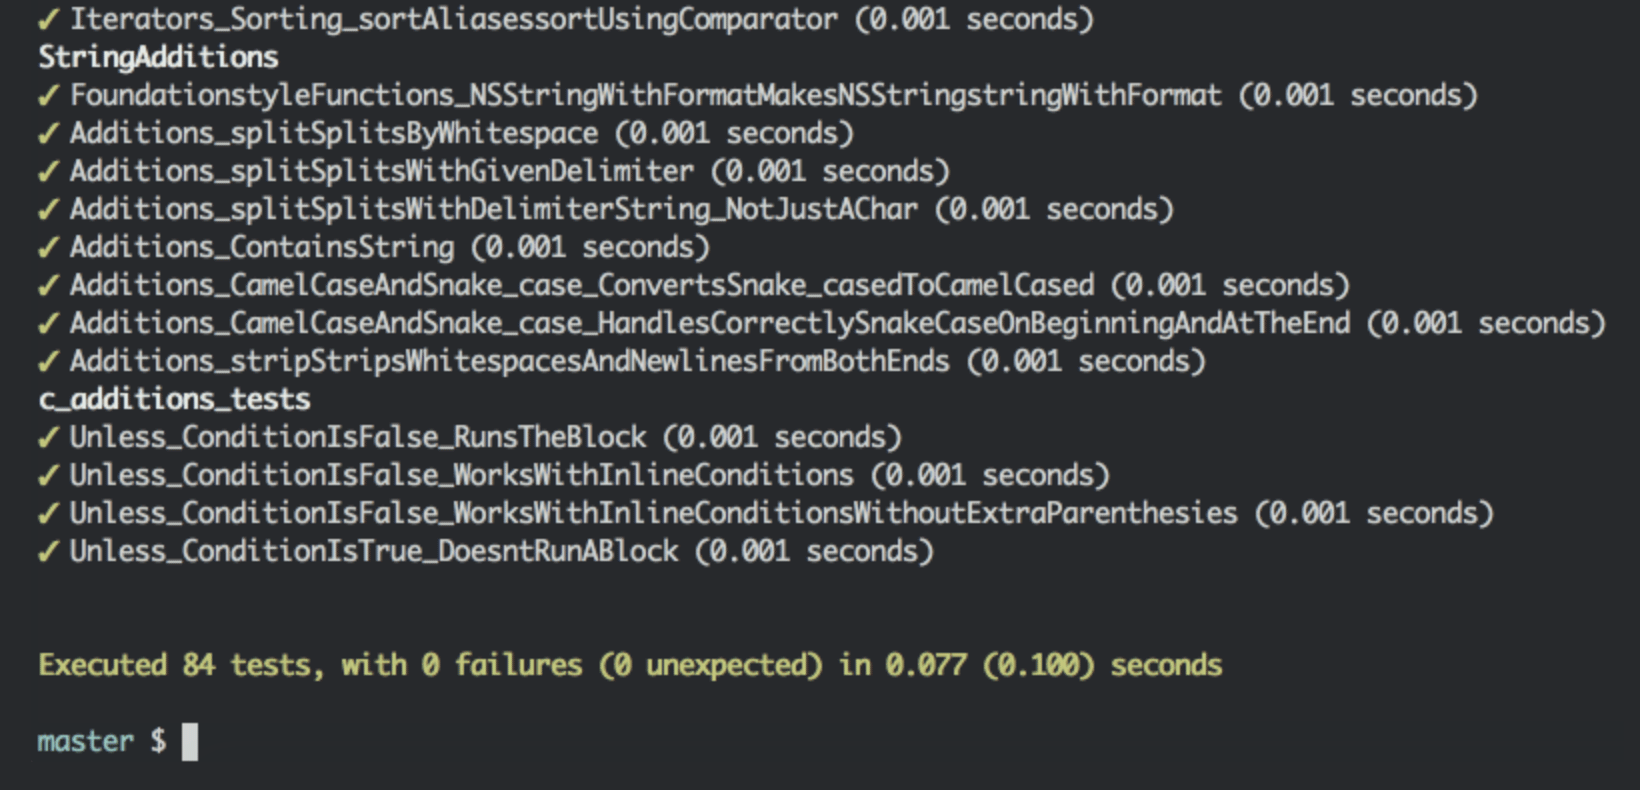 ✓ Iterators_Sorting_sortAliasessortUsingComparator (0.001 seconds)
StringAdditions
✓ FoundationstyleFunctions_NSStringWithFormatMakesNSStringstringWithFormat (0.001 seconds)
✓ Additions_splitSplitsByWhitespace (0.001 seconds)
✓ Additions_splitSplitsWithGivenDelimiter (0.001 seconds)
✓ Additions_splitSplitsWithDelimiterString_NotJustAChar (0.001 seconds)
✓ Additions_ContainsString (0.001 seconds)
✓ Additions_CamelCaseAndSnake_case_ConvertsSnake_casedToCamelCased (0.001 seconds)
✓ Additions_CamelCaseAndSnake_case_HandlesCorrectlySnakeCaseOnBeginningAndAtTheEnd (0.001 seconds)
✓ Additions_stripStripsWhitespacesAndNewlinesFromBothEnds (0.001 seconds)
c_additions_tests
✓ Unless_ConditionIsFalse_RunsTheBlock (0.001 seconds)
✓ Unless_ConditionIsFalse_WorksWithInlineConditions (0.001 seconds)
✓ Unless_ConditionIsFalse_WorksWithInlineConditionsWithoutExtraParenthesies (0.001 seconds)
✓ Unless_ConditionIsTrue_DoesntRunABlock (0.001 seconds)
Executed 84 tests, with 0 failures (0 unexpected) in 0.077 (0.100) seconds
master $